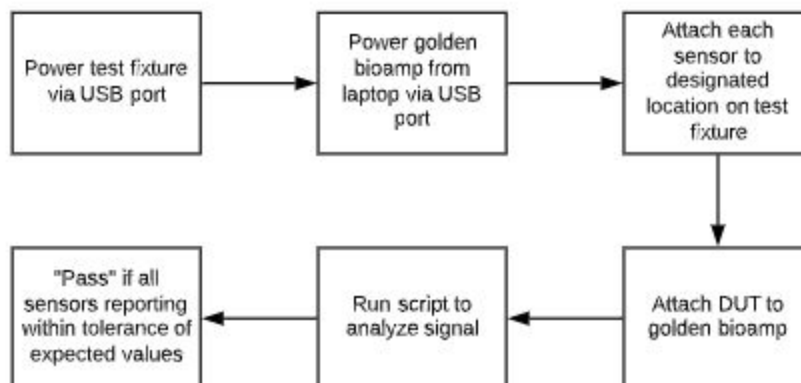 Power test fixture
via USB port
Power golden
bioamp from
laptop via USB
port
Attach each
sensor to
designated
location on test
fixture
Attach DUT to
golden bioamp
Run script to
analyze signal
"Pass" if all
sensors reporting
within tolerance of
expected values